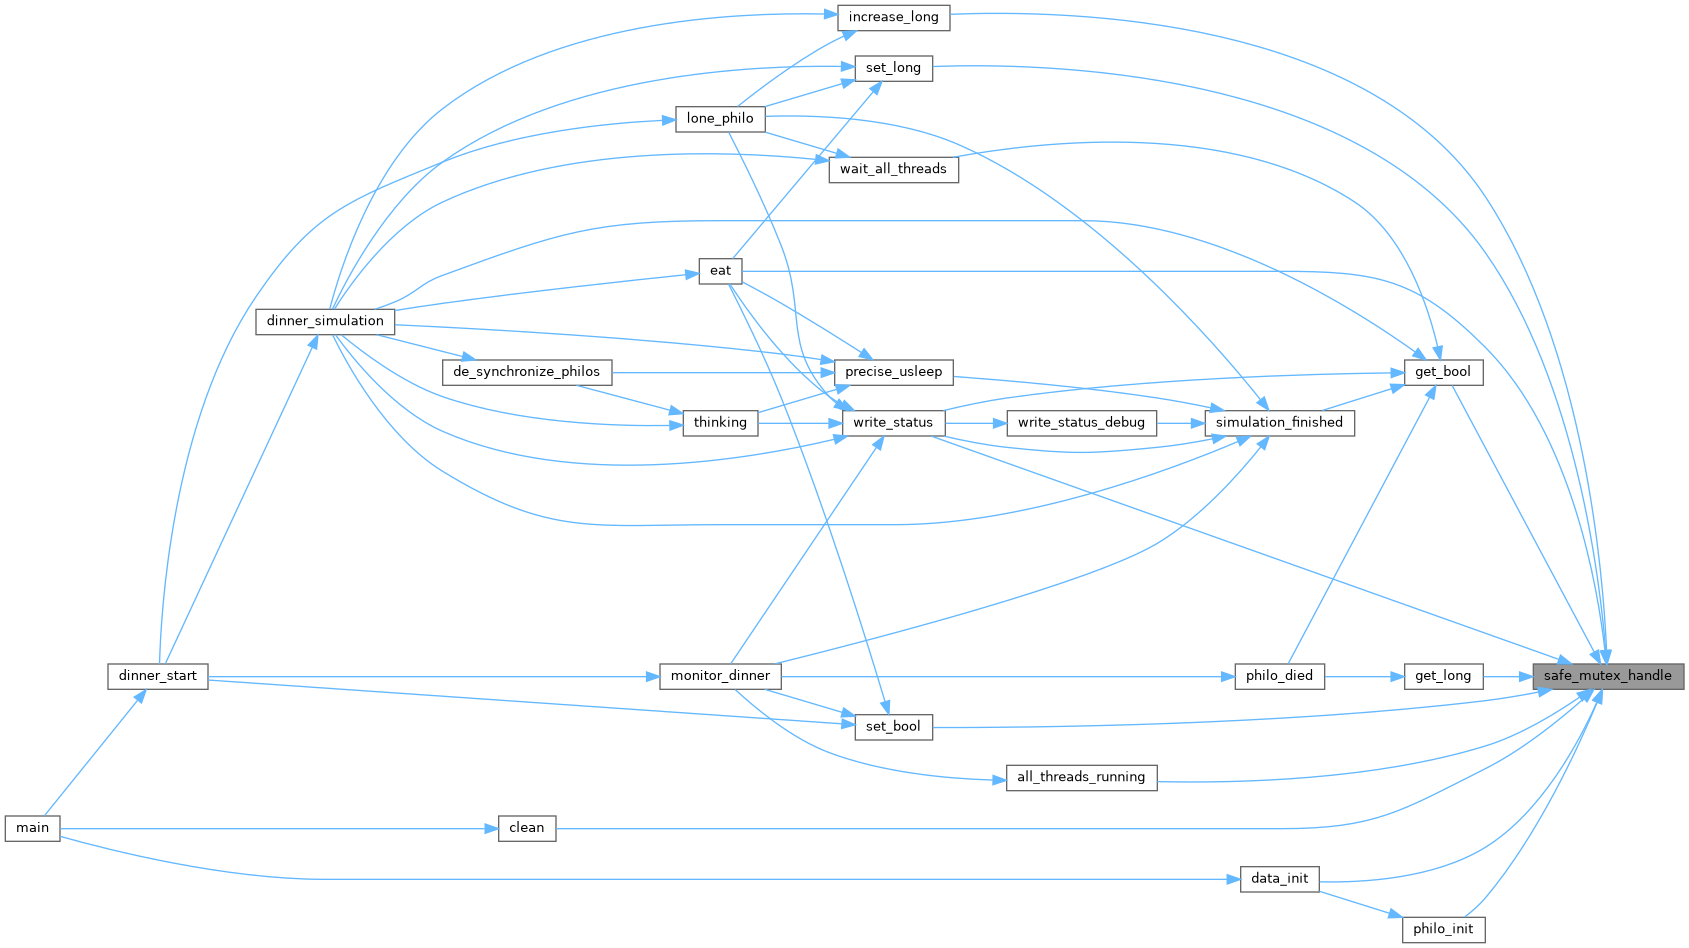 increase_long
set_long
lone_philo
wait_all_threads
eat
dinner_simulation
de_synchronize_philos
precise_usleep
get_bool
thinking
write_status
write_status_debug
simulation_finished
dinner_start
monitor_dinner
philo_died
get_long
safe_mutex_handle
set_bool
all_threads_running
main
clean
data_init
philo_init